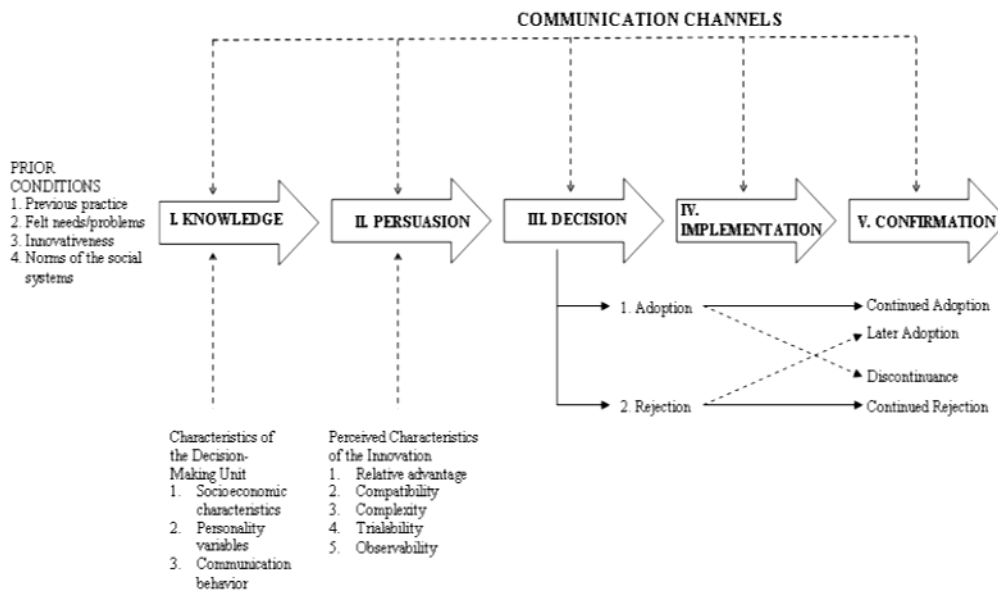 COMMUNICATION CHANNELS
PRIOR
CONDITIONS
1. Previous practice
2. Felt needs/problems
3. Innovativeness
4. Norms of the social
systems
I. KNOWLEDGE
II. PERSUASION
III. DECISION
IV.
IMPLEMENTATION
V. CONFIRMATION
1. Adoption
2. Rejection
Continued Adoption
Later Adoption
Discontinuance
Continued Rejection
Characteristics of
the Decision-
Making Unit
1. Socioeconomic
characteristics
2. Personality
variables
3. Communication
behavior
Perceived Characteristics
of the Innovation
1. Relative advantage
2. Compatibility
3. Complexity
4. Trialability
5. Observability